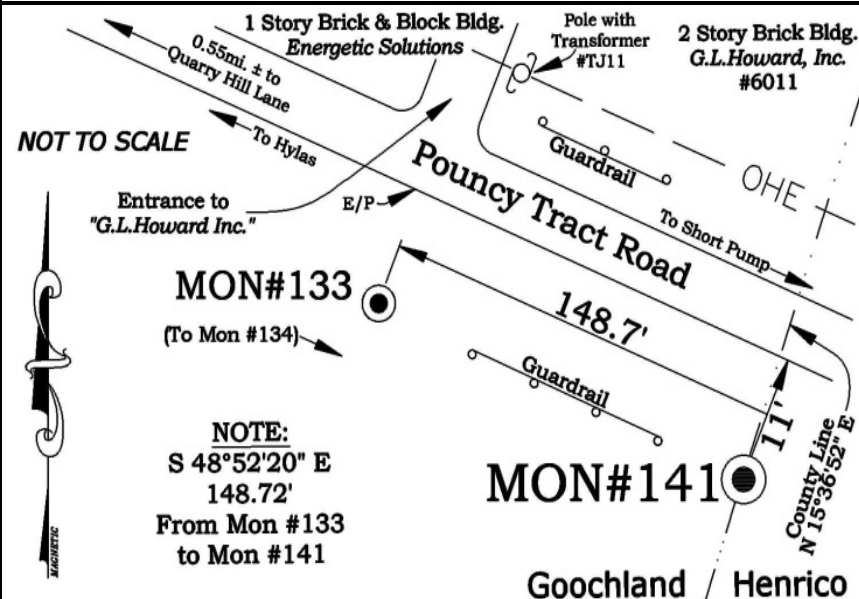 1 Story Brick & Block Bldg.
Energetic Solutions
Pole with
Transformer
#TJ11
2 Story Brick Bldg.
G.L.Howard, Inc.
#6011
0.55mi. ± to
Quarry Hill Lane
NOT TO SCALE
To Hylas
Guardrail
OHE
Pouncy Tract Road
Entrance to
"G.L.Howard Inc."
E/P
To Short Pump
MON#133
(To Mon #134)
148.7'
Guardrail
11'
County Line
N 15°36'52" E
NOTE:
S 48°52'20" E
148.72'
From Mon #133
to Mon #141
MON#141
MAGNETIC
Goochland
Henrico